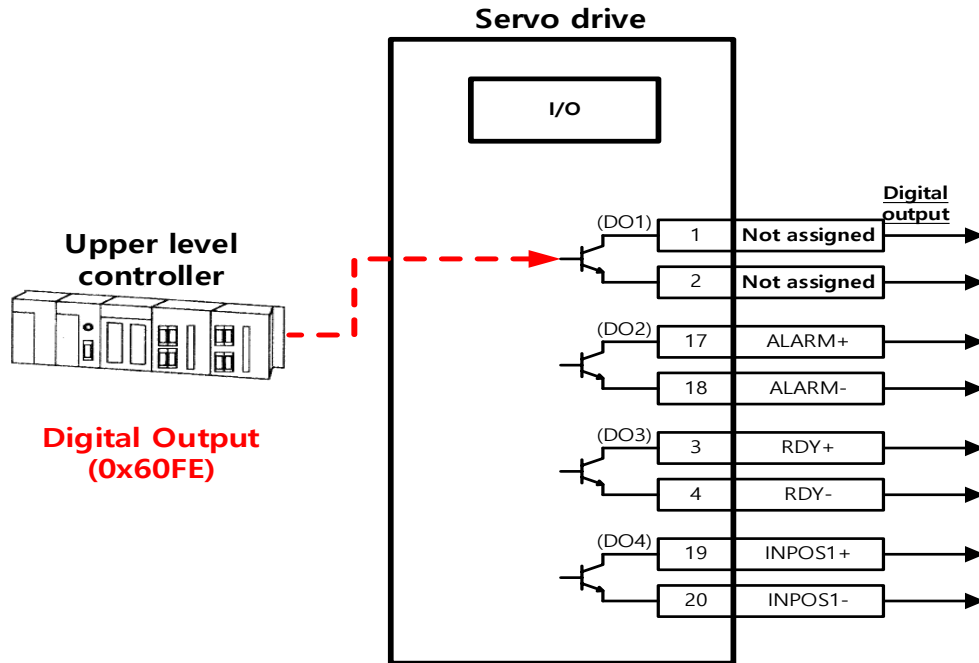 Servo drive
I/O
Digital
output
Upper level
controller
Digital Output
(0x60FE)
(DO1)
1
Not assigned
2
Not assigned
(DO2)
17
ALARM+
18
ALARM-
(DO3)
3
RDY+
4
RDY-
(DO4)
19
INPOS1+
20
INPOS1-